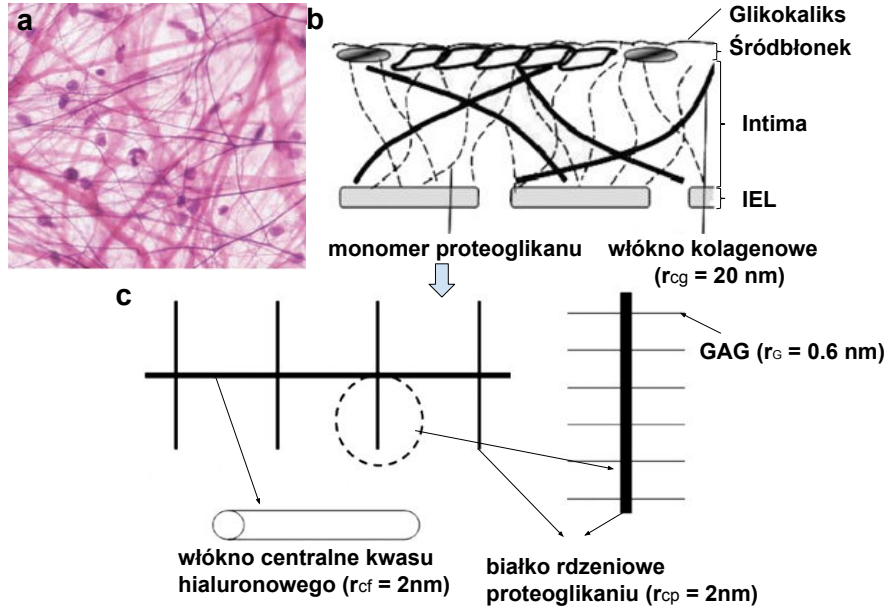 a
b
Glikokaliks
Śródbłonek
Intima
IEL
monomer proteoglikanu
włókno kolagenowe
(rcg = 20 nm)
c
GAG (rG = 0.6 nm)
włókno centralne kwasu
hialuronowego (rcf = 2nm)
białko rdzeniowe
proteoglikaniu (rcp = 2nm)